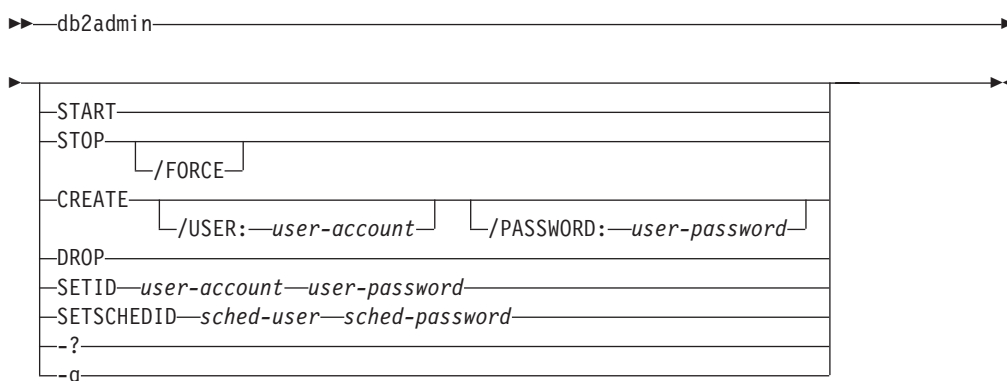 db2admin
START
STOP
/FORCE
CREATE
/USER: user-account /PASSWORD: user-password
DROP
SETID user-account user-password
SETSCHEDID sched-user sched-password
-?
-q